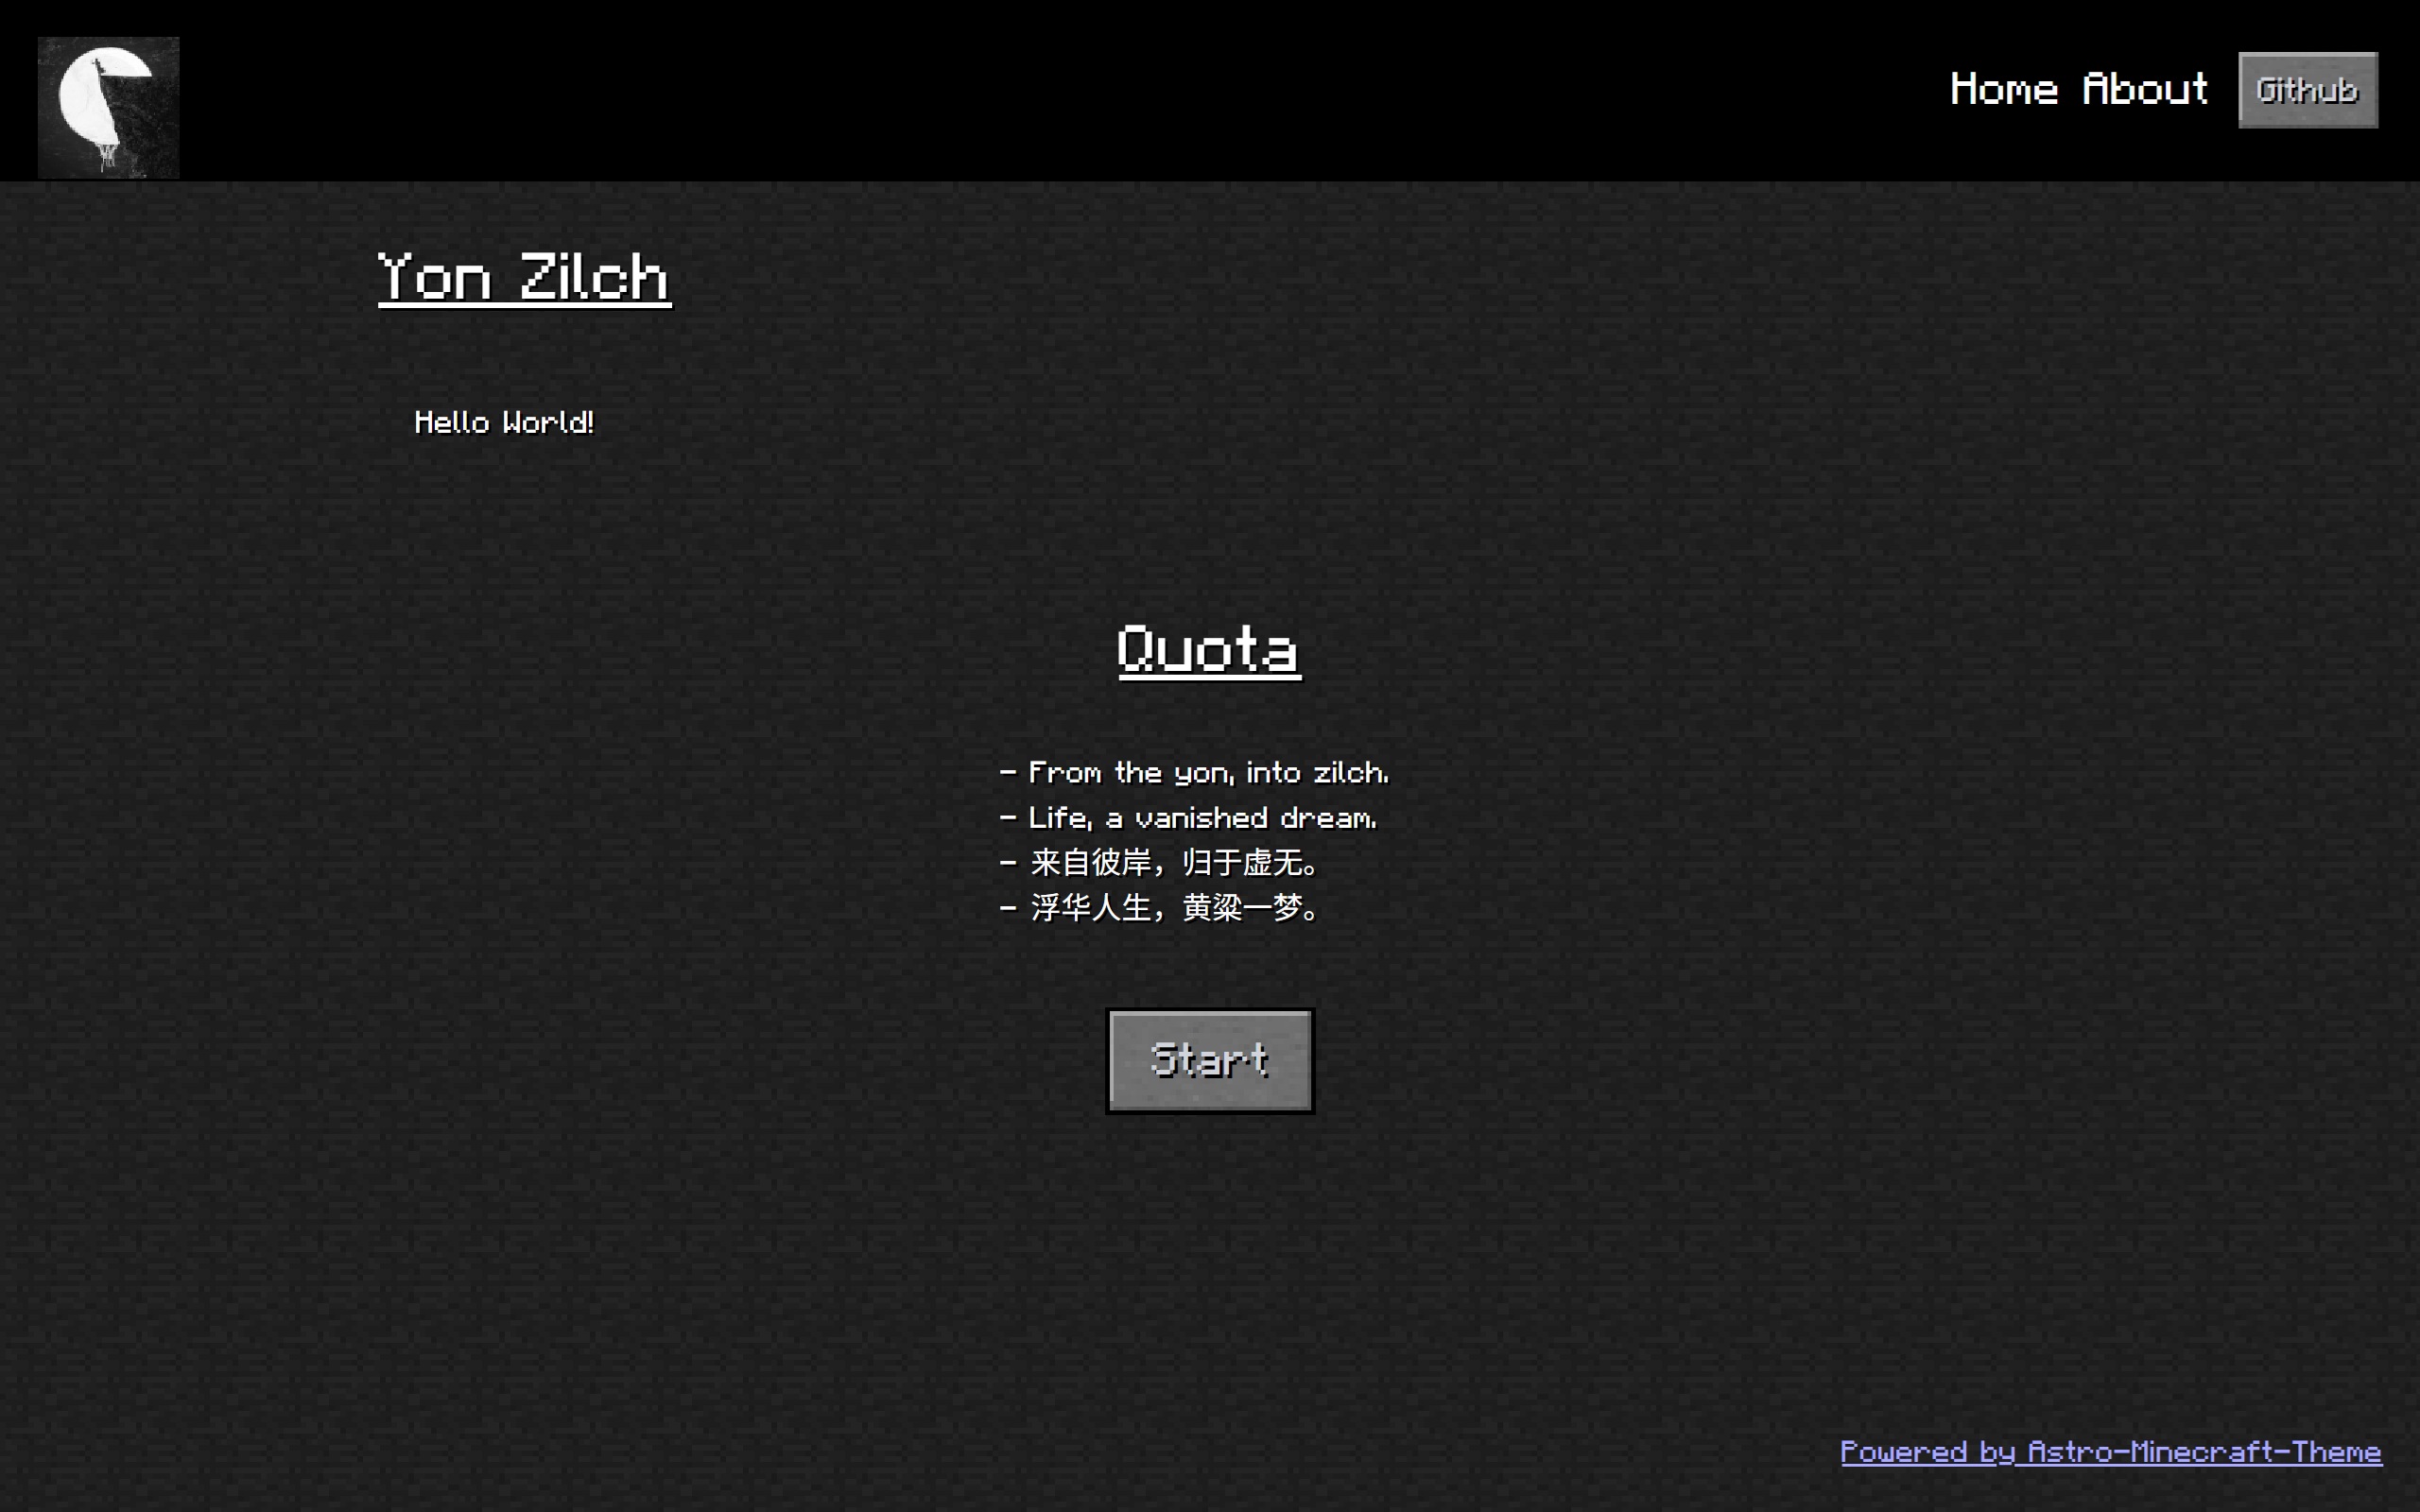 Home About Github
Yon Zilch
Hello World!
Quota
- From the yon, into zilch.
- Life, a vanished dream.
- 来自彼岸，归于虚无。
- 浮华人生，黄粱一梦。
Start
Powered by Astro-Minecraft-Theme